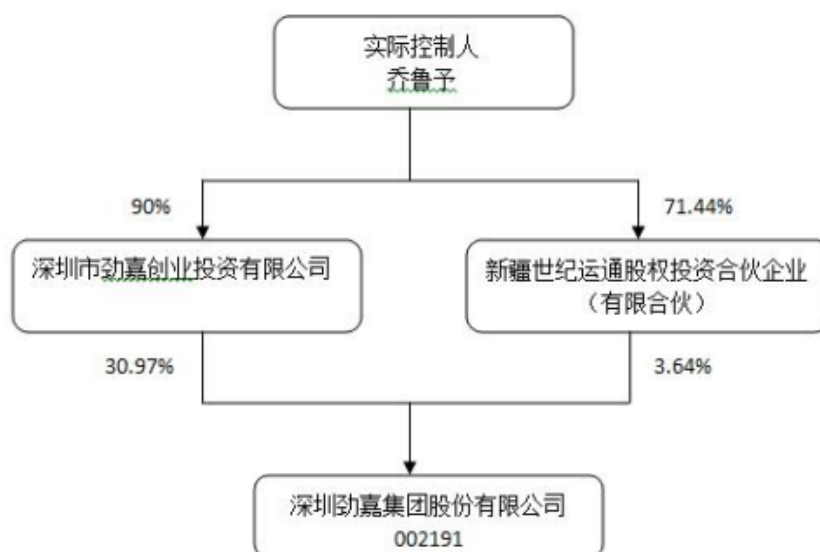 实际控制人
乔鲁予
90%
71.44%
深圳市劲嘉创业投资有限公司
新疆世纪运通股权投资合伙企业
（有限合伙）
30.97%
3.64%
深圳劲嘉集团股份有限公司
002191